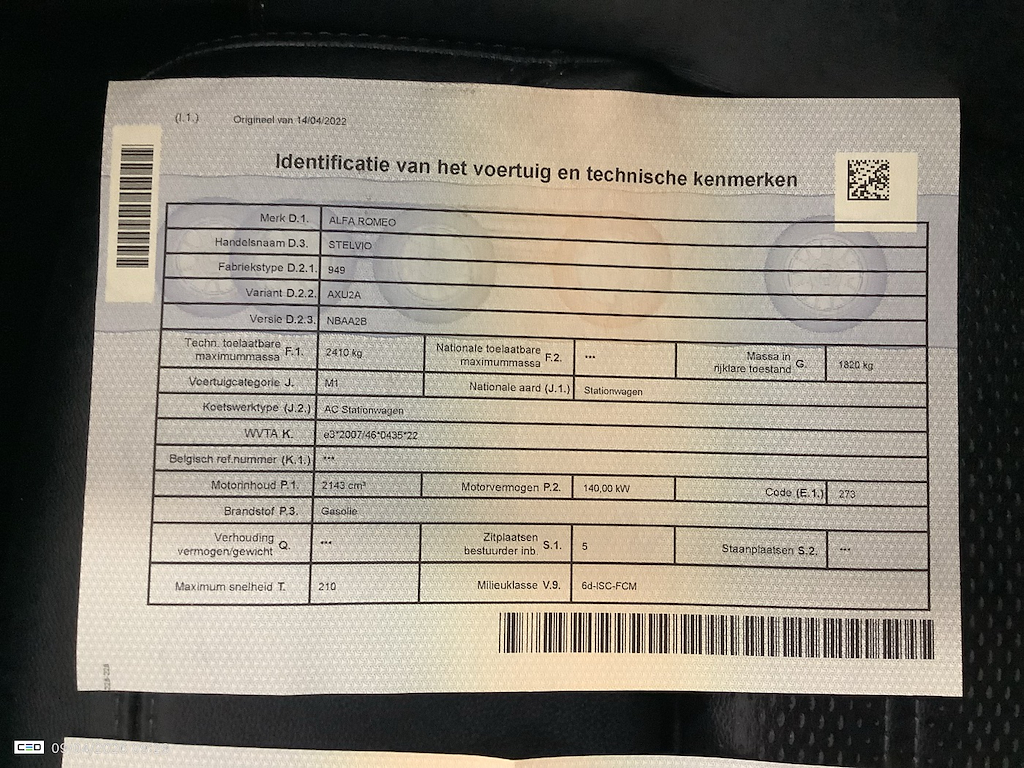 (I.1.) Origineel van 14/04/2022
Identificatie van het voertuig en technische kenmerken
Merk D.1. ALFA ROMEO
Handelsnaam D.3. STELVIO
Fabriekstype D.2.1. 949
Variant D.2.2. AXU2A
Versie D.2.3. NBAA2B
Techn. toelaatbare maximummassa F.1. 2410 kg Nationale toelaatbare maximummassa F.2. *** Massa in rijklare toestand G. 1820 kg
Voertuigcategorie J. M1 Nationale aard (J.1.) Stationwagen
Koetswerktype (J.2.) AC Stationwagen
WVTA K. e3*2007/46*0435*22
Belgisch ref.nummer (K.1.) ***
Motorinhoud P.1. 2143 cm³ Motorvermogen P.2. 140,00 kW Code (E.1.) 273
Brandstof P.3. Gasolie
Verhouding vermogen/gewicht Q. *** Zitplaatsen bestuurder inb. S.1. 5 Staanplaatsen S.2. ***
Maximum snelheid T. 210 Milieuklasse V.9. 6d-ISC-FCM
CEO